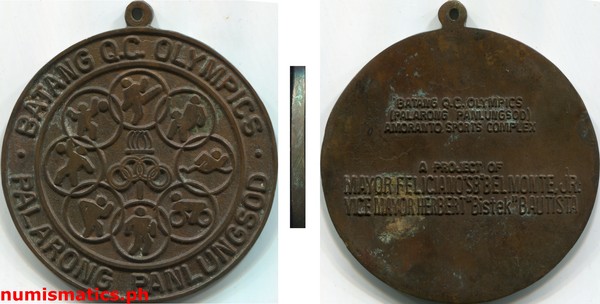 BATANG Q.C. OLYMPICS
PALARONG PANLUNGSOD
BATANG Q.C. OLYMPICS
(PALARONG PANLUNGSOD)
AMORANTO SPORTS COMPLEX
A PROJECT OF
MAYOR FELICIANO "SB" BELMONTE, JR.
VICE MAYOR HERBERT "Bistek" BAUTISTA
numismatics.ph